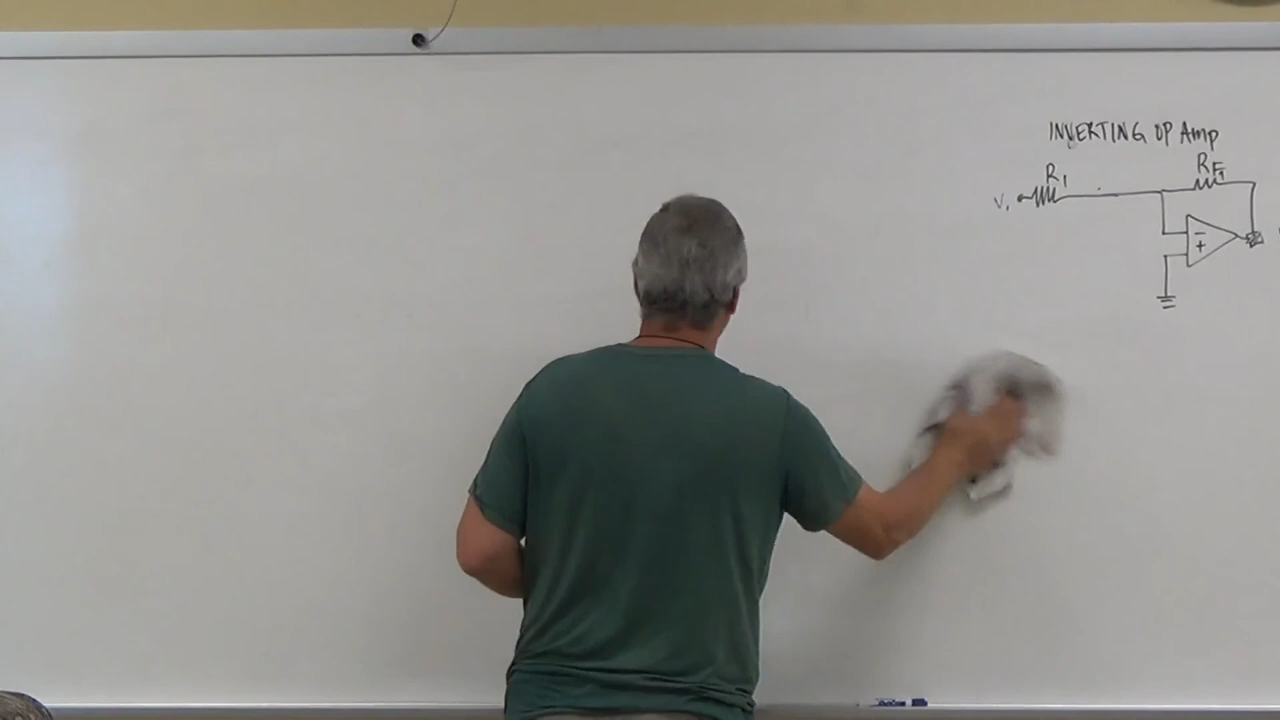 INVERTING OP Amp
R1
RF
V1
-
+